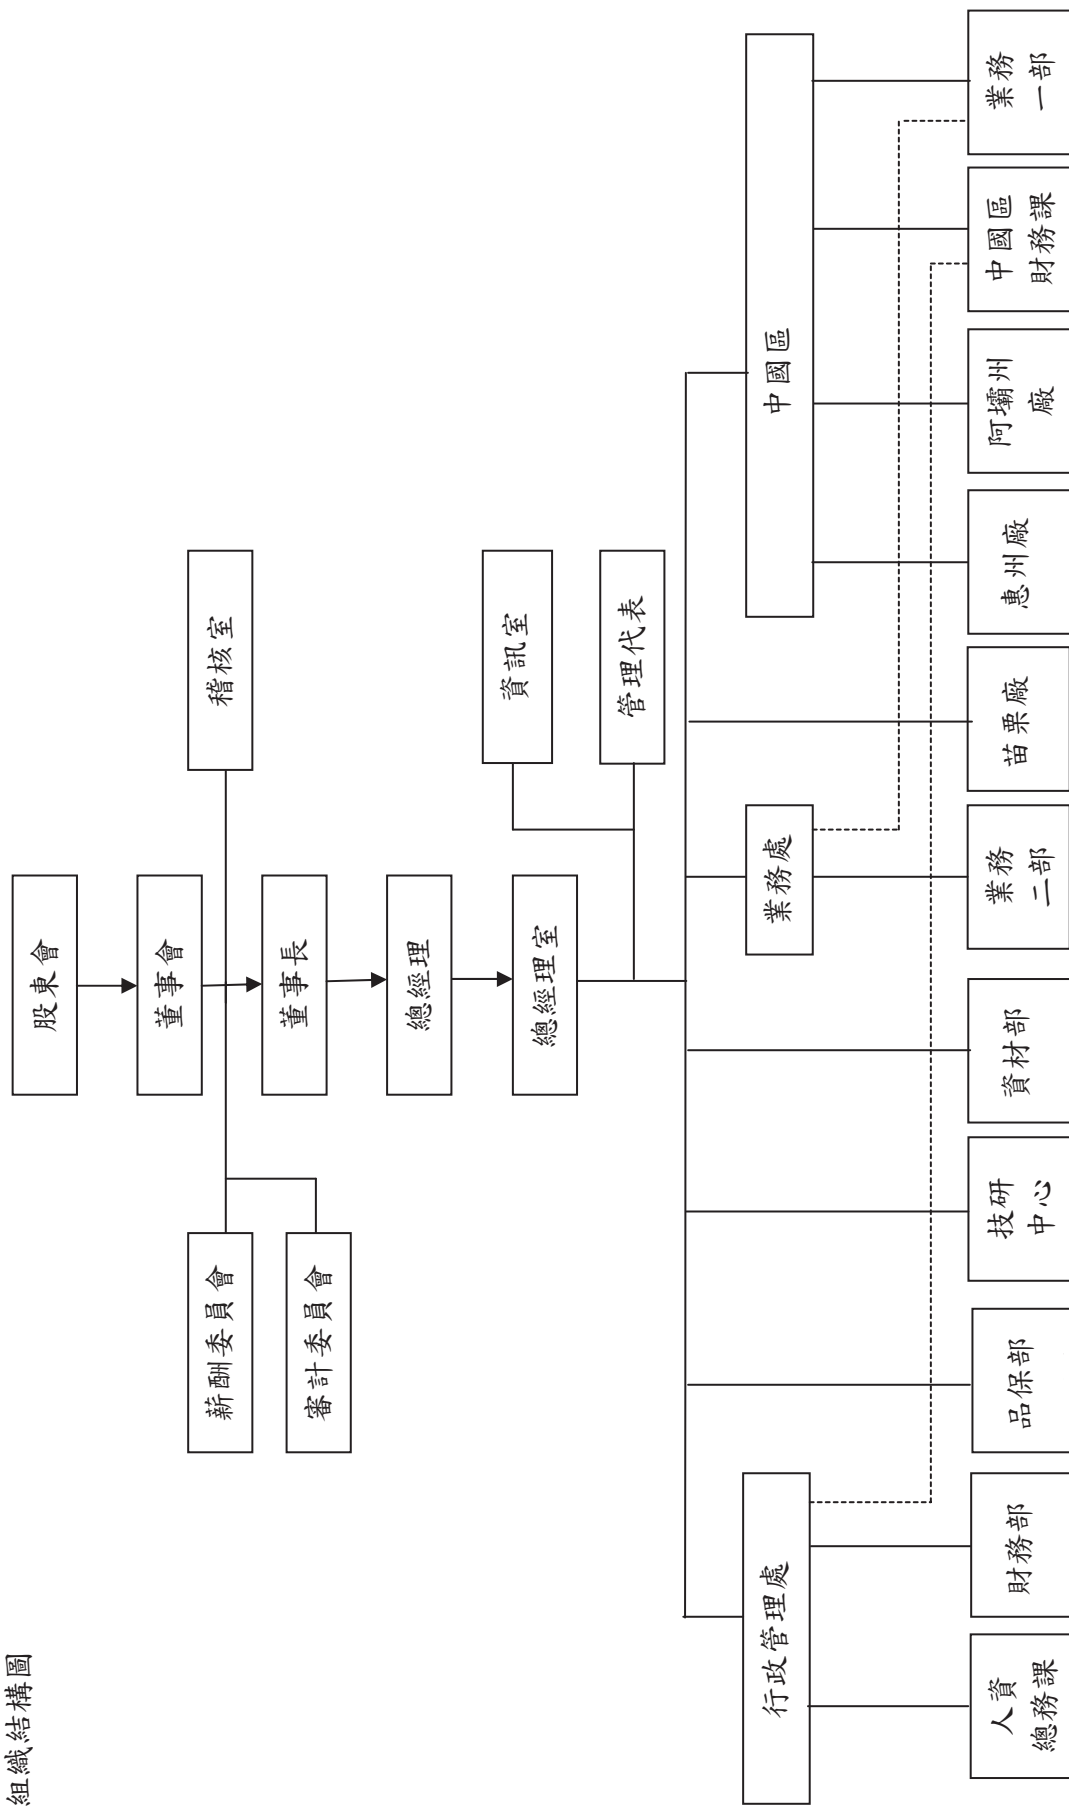 組織結構圖
股東會
董事會
薪酬委員會
稽核室
審計委員會
董事長
總經理
總經理室
資訊室
管理代表
行政管理處
業務處
中國區
人資
總務課
財務部
品保部
技研
中心
資材部
業務
二部
苗栗廠
惠州廠
阿壩州
廠
中國區
財務課
業務
一部